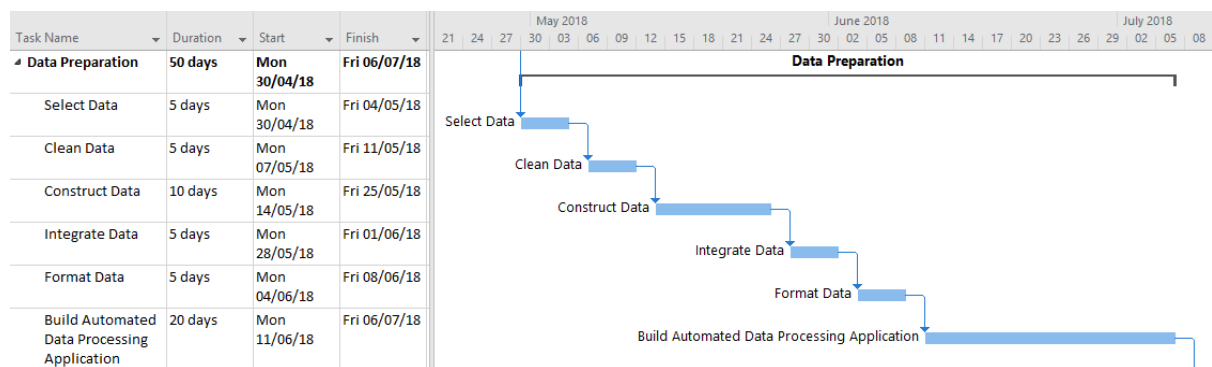 May 2018 June 2018 July 2018
Task Name Duration Start Finish 21 24 27 30 03 06 09 12 15 18 21 24 27 30 02 05 08 11 14 17 20 23 26 29 02 05 08
Data Preparation 50 days Mon Fri 06/07/18 Data Preparation
30/04/18
Select Data 5 days Mon Fri 04/05/18
30/04/18 Select Data
Clean Data 5 days Mon Fri 11/05/18
07/05/18 Clean Data
Construct Data 10 days Mon Fri 25/05/18
14/05/18 Construct Data
Integrate Data 5 days Mon Fri 01/06/18
28/05/18 Integrate Data
Format Data 5 days Mon Fri 08/06/18
04/06/18 Format Data
Build Automated 20 days Mon Fri 06/07/18
Data Processing 11/06/18 Build Automated Data Processing Application
Application